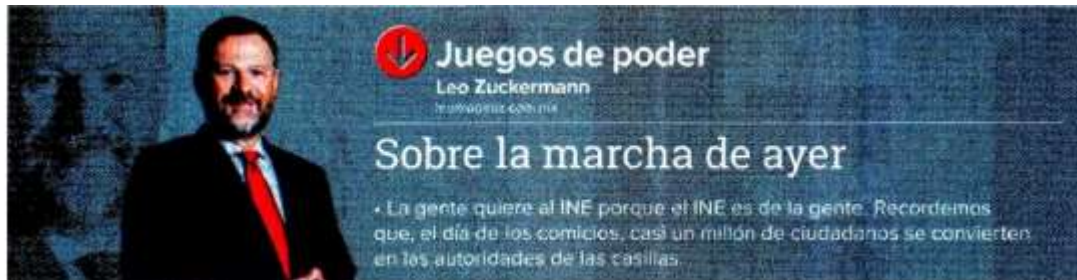 Juegos de poder
Leo Zuckermann
Sobre la marcha de ayer
• La gente quiere al INE porque el INE es de la gente. Recordemos
que, el día de los comicios, casi un millón de ciudadanos se convierten
en las autoridades de las casillas.